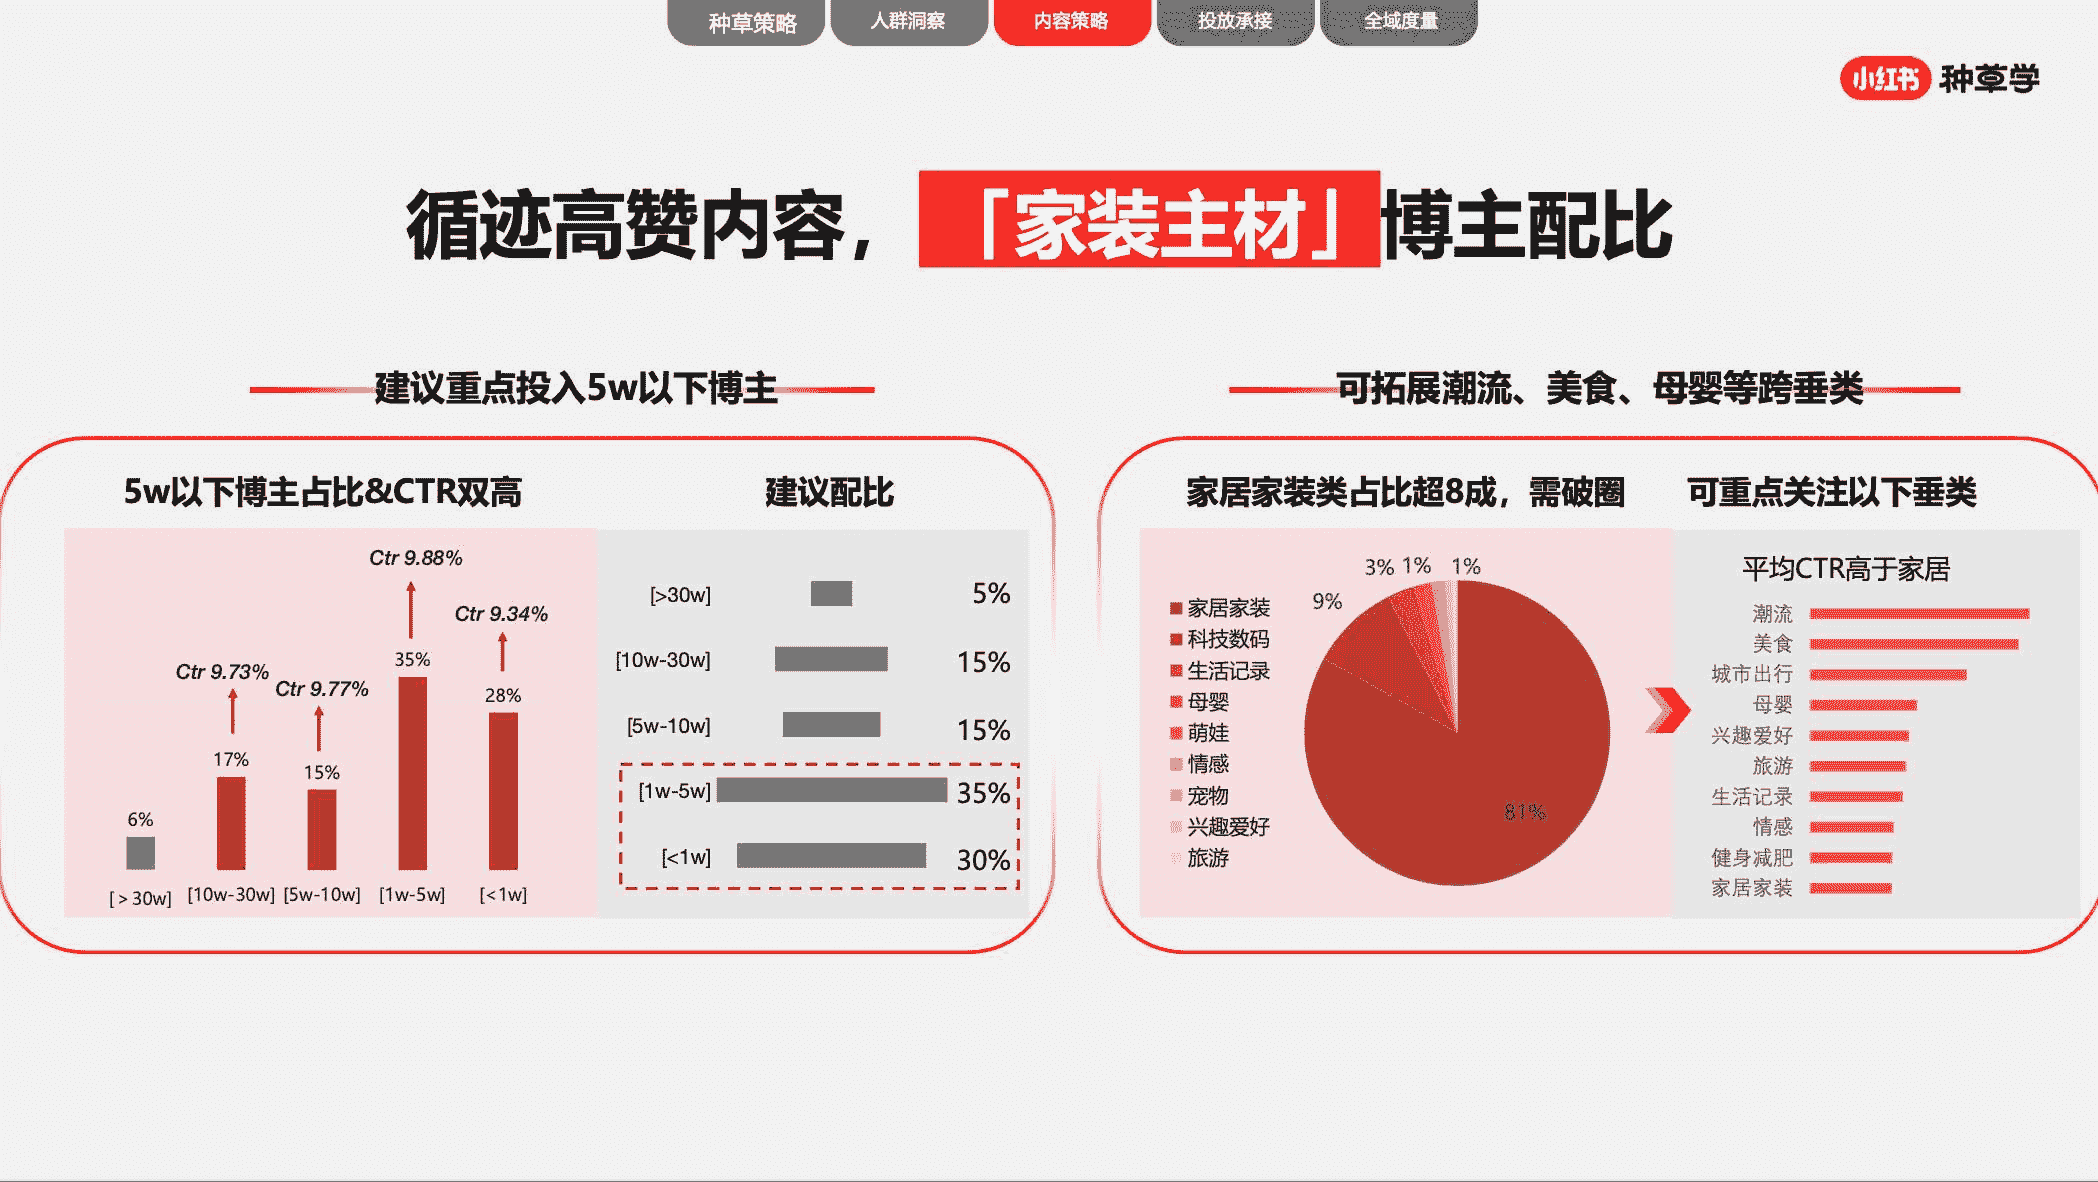 种草策略
人群洞察
内容策略
投放承接
全域度量
小红书 种草学
循迹高赞内容，「家装主材」博主配比
建议重点投入5w以下博主
5w以下博主占比&CTR双高
建议配比
Ctr 9.88%
Ctr 9.34%
Ctr 9.73%
Ctr 9.77%
6%
17%
15%
35%
28%
[>30w]
[10w-30w]
[5w-10w]
[1w-5w]
[<1w]
[>30w] 5%
[10w-30w] 15%
[5w-10w] 15%
[1w-5w] 35%
[<1w] 30%
可拓展潮流、美食、母婴等跨垂类
家居家装类占比超8成，需破圈
可重点关注以下垂类
家居家装
科技数码
生活记录
母婴
萌娃
情感
宠物
兴趣爱好
旅游
9%
3%
1%
1%
81%
平均CTR高于家居
潮流
美食
城市出行
母婴
兴趣爱好
旅游
生活记录
情感
健身减肥
家居家装